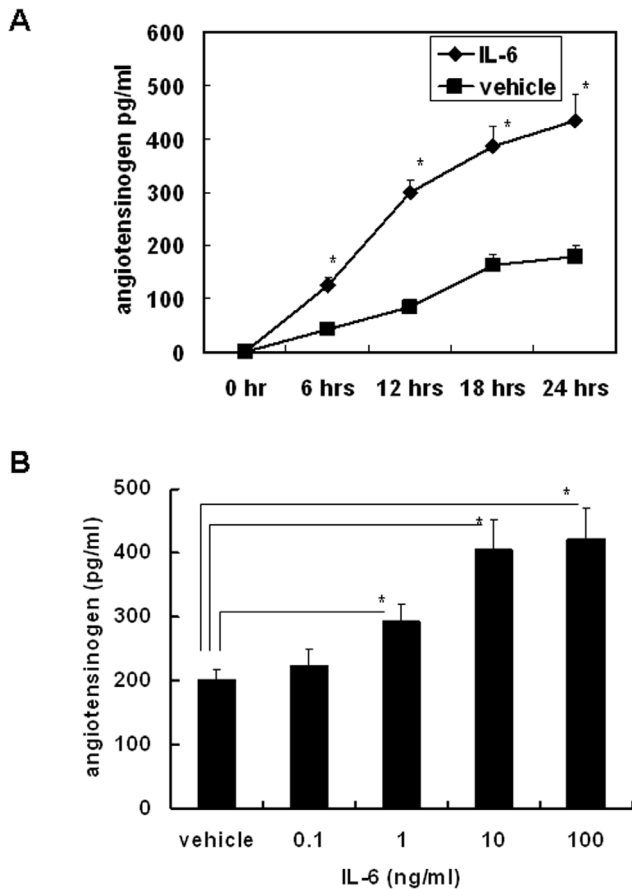 A
600
500
400
300
200
100
0
angiotensinogen pg/ml
IL-6
vehicle
*
*
*
*
0 hr 6 hrs 12 hrs 18 hrs 24 hrs
B
500
400
300
200
100
0
angiotensinogen (pg/ml)
*
*
*
vehicle 0.1 1 10 100
IL-6 (ng/ml)